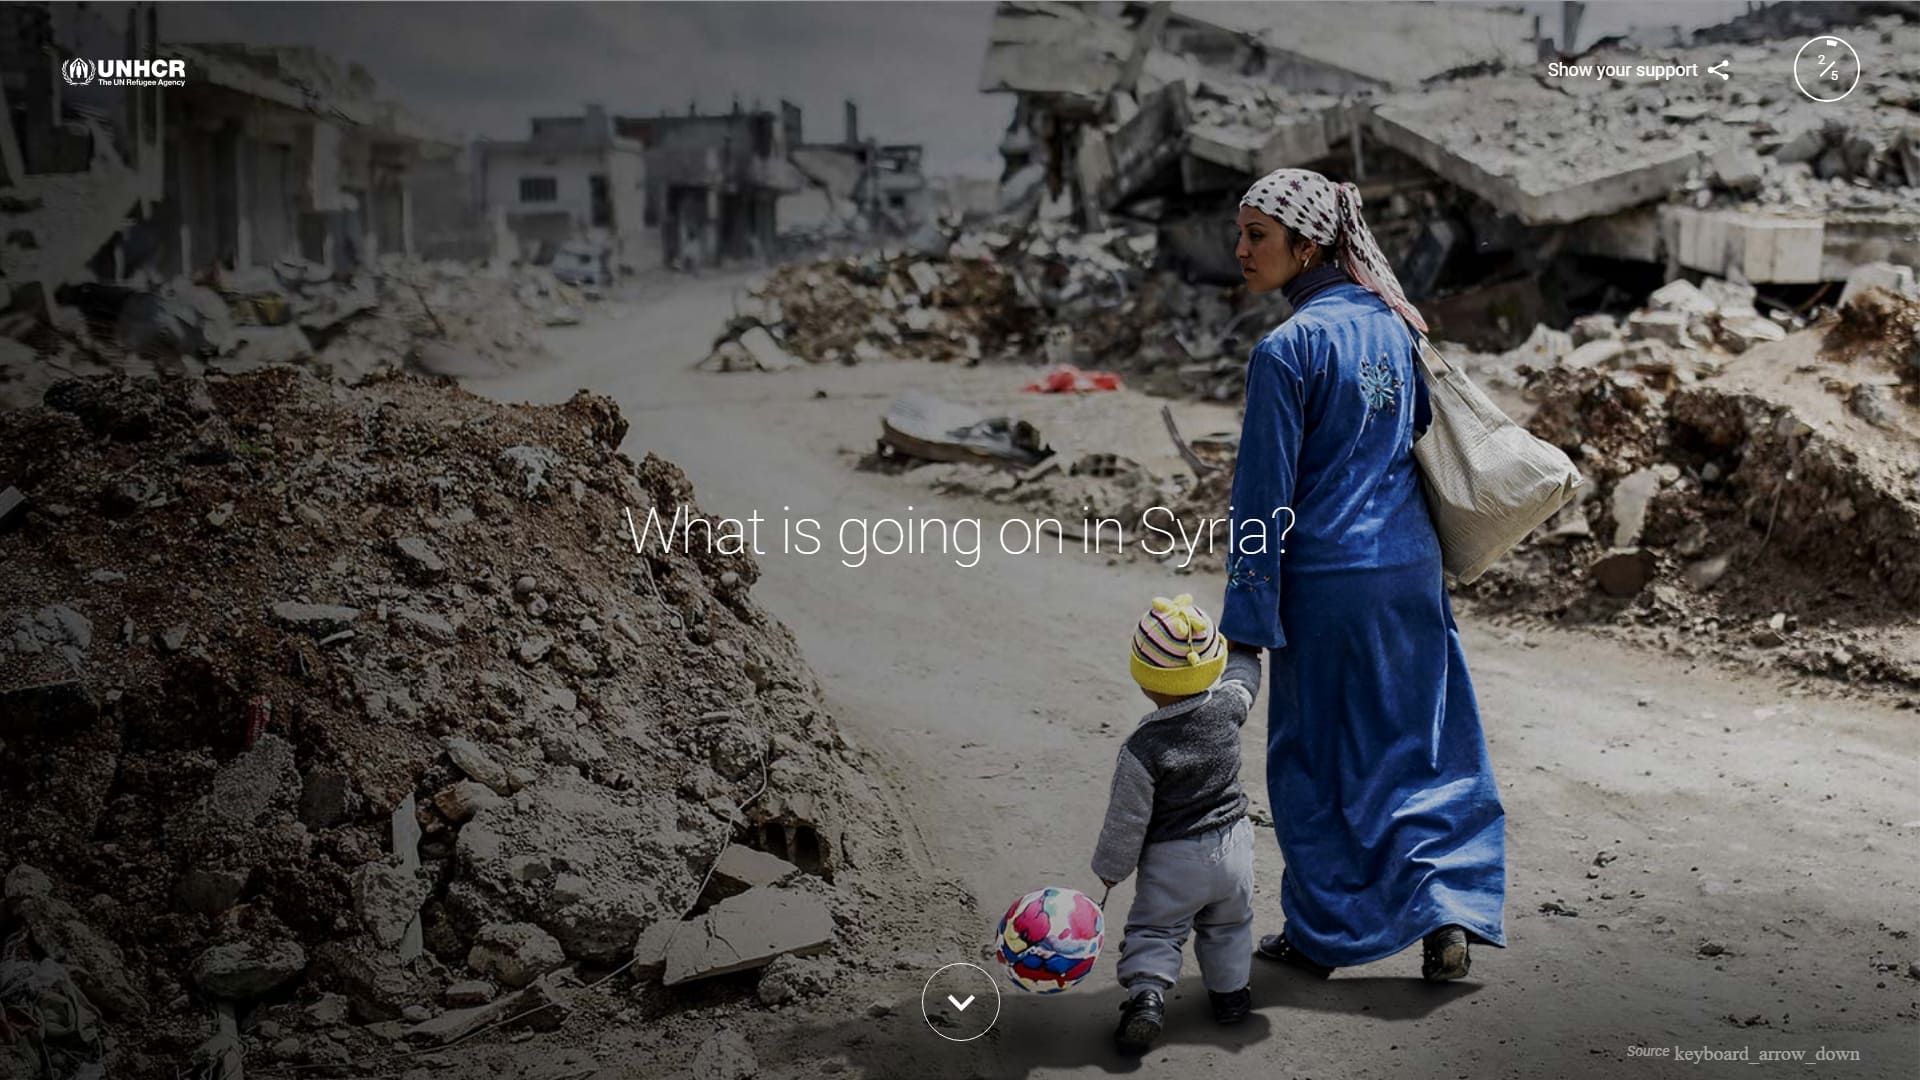 UNHCR
The UN Refugee Agency
Show your support
2/5
What is going on in Syria?
Source keyboard_arrow_down